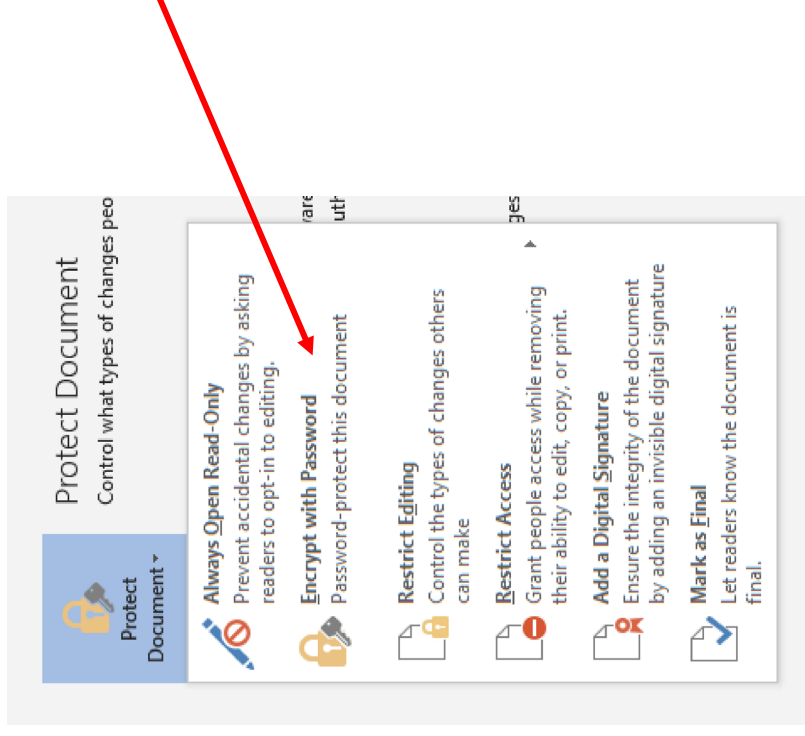 Protect Document
Control what types of changes peo
Protect
Document
Always Open Read-Only
Prevent accidental changes by asking
readers to opt-in to editing.
Encrypt with Password
Password-protect this document
Restrict Editing
Control the types of changes others
can make
Restrict Access
Grant people access while removing
their ability to edit, copy, or print.
Add a Digital Signature
Ensure the integrity of the document
by adding an invisible digital signature
Mark as Final
Let readers know the document is
final.